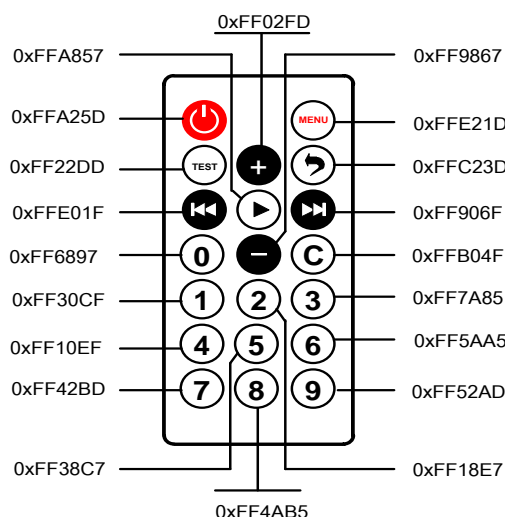 0xFF02FD
0xFFA857
0xFF9867
0xFFA25D
MENU
0xFFE21D
0xFF22DD
TEST
+
0xFFC23D
0xFFE01F
0xFF906F
0xFF6897
0
−
C
0xFFB04F
0xFF30CF
1
2
3
0xFF7A85
0xFF10EF
4
5
6
0xFF5AA5
0xFF42BD
7
8
9
0xFF52AD
0xFF38C7
0xFF18E7
0xFF4AB5